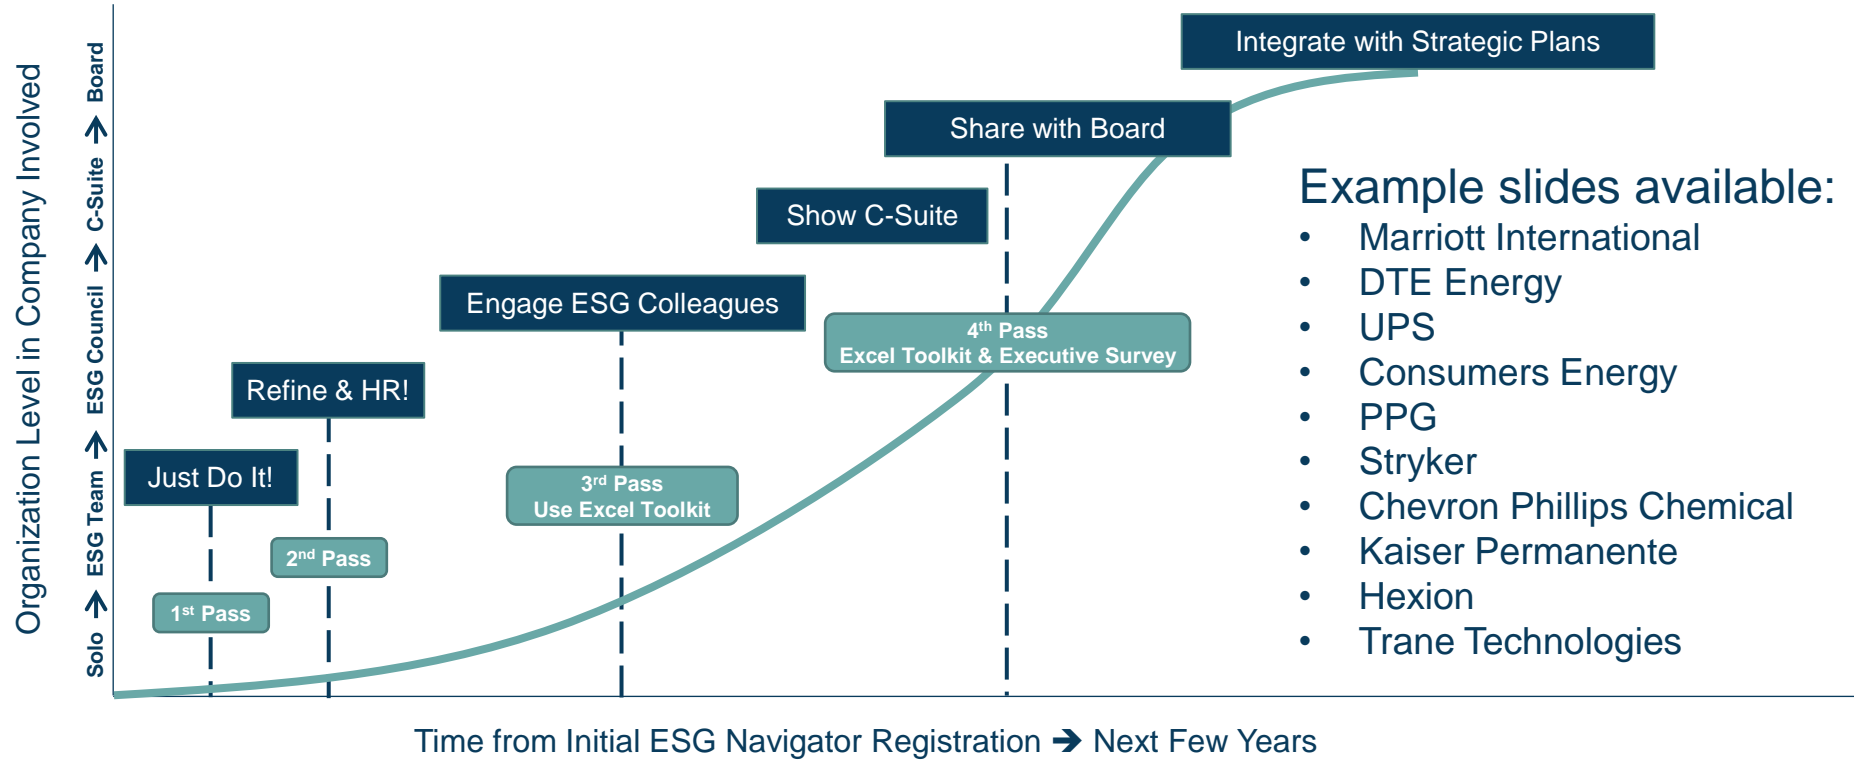 Organization Level in Company Involved
Solo → ESG Team → ESG Council → C-Suite → Board
Integrate with Strategic Plans
Share with Board
Show C-Suite
Engage ESG Colleagues
Refine & HR!
Just Do It!
1st Pass
2nd Pass
3rd Pass
Use Excel Toolkit
4th Pass
Excel Toolkit & Executive Survey
Example slides available:
• Marriott International
• DTE Energy
• UPS
• Consumers Energy
• PPG
• Stryker
• Chevron Phillips Chemical
• Kaiser Permanente
• Hexion
• Trane Technologies
Time from Initial ESG Navigator Registration → Next Few Years